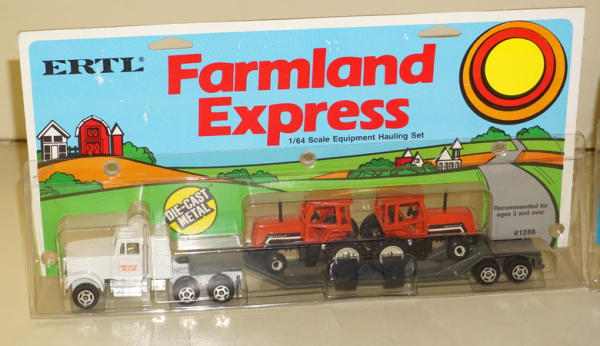 ERTL®
Farmland
Express
1/64 Scale Equipment Hauling Set
DIE-CAST
METAL
Recommended for
ages 3 and over
#1288